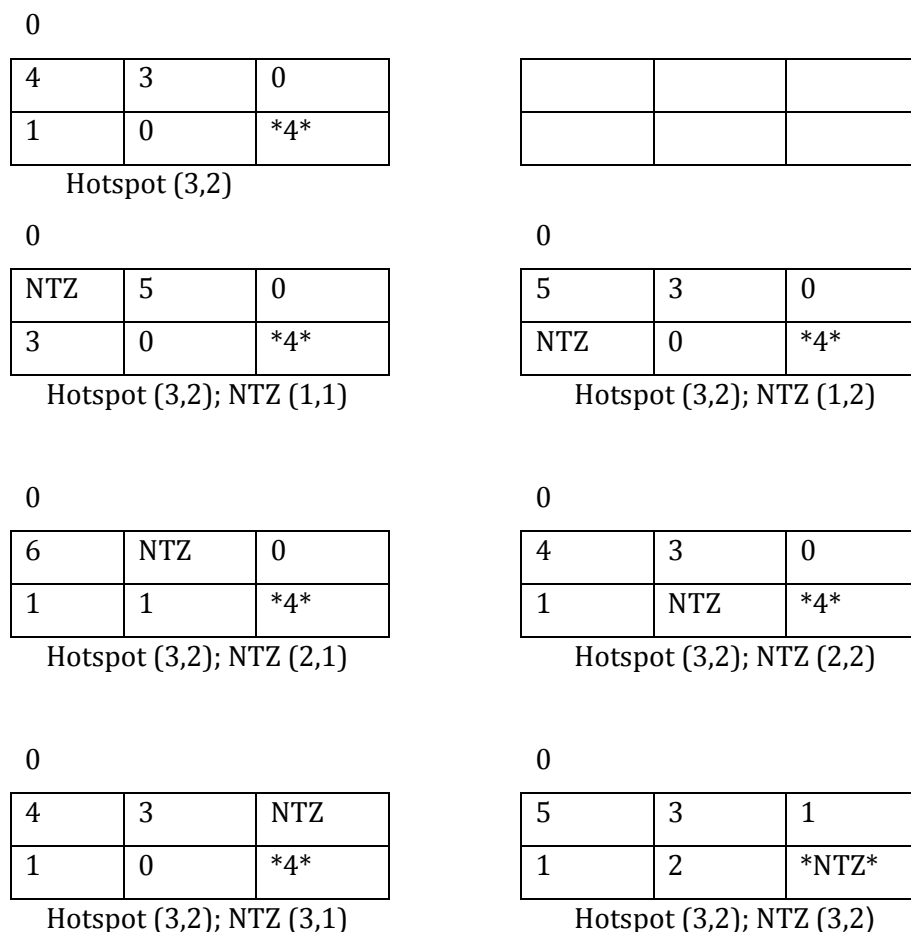 0
4 3 0
1 0 *4*
Hotspot (3,2)
0 0
NTZ 5 0 5 3 0
3 0 *4* NTZ 0 *4*
Hotspot (3,2); NTZ (1,1) Hotspot (3,2); NTZ (1,2)
0 0
6 NTZ 0 4 3 0
1 1 *4* 1 NTZ *4*
Hotspot (3,2); NTZ (2,1) Hotspot (3,2); NTZ (2,2)
0 0
4 3 NTZ 5 3 1
1 0 *4* 1 2 *NTZ*
Hotspot (3,2); NTZ (3,1) Hotspot (3,2); NTZ (3,2)